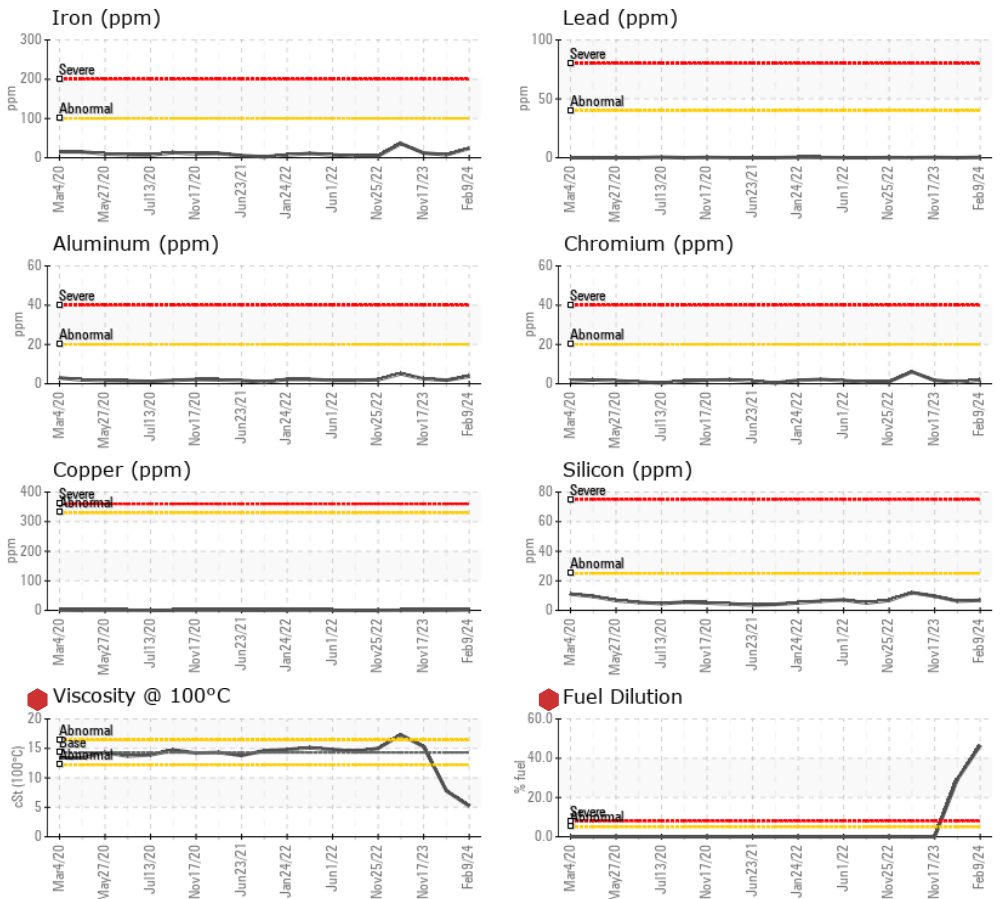 Iron (ppm)
300
200
100
0
ppm
Severe
Abnormal
Mar4/20
May27/20
Jul13/20
Nov17/20
Jun23/21
Jan24/22
Jun1/22
Nov25/22
Nov17/23
Feb9/24
Lead (ppm)
100
50
0
ppm
Severe
Abnormal
Mar4/20
May27/20
Jul13/20
Nov17/20
Jun23/21
Jan24/22
Jun1/22
Nov25/22
Nov17/23
Feb9/24
Aluminum (ppm)
60
40
20
0
ppm
Severe
Abnormal
Mar4/20
May27/20
Jul13/20
Nov17/20
Jun23/21
Jan24/22
Jun1/22
Nov25/22
Nov17/23
Feb9/24
Chromium (ppm)
60
40
20
0
ppm
Severe
Abnormal
Mar4/20
May27/20
Jul13/20
Nov17/20
Jun23/21
Jan24/22
Jun1/22
Nov25/22
Nov17/23
Feb9/24
Copper (ppm)
400
300
200
100
0
ppm
Severe
Abnormal
Mar4/20
May27/20
Jul13/20
Nov17/20
Jun23/21
Jan24/22
Jun1/22
Nov25/22
Nov17/23
Feb9/24
Silicon (ppm)
80
60
40
20
0
ppm
Severe
Abnormal
Mar4/20
May27/20
Jul13/20
Nov17/20
Jun23/21
Jan24/22
Jun1/22
Nov25/22
Nov17/23
Feb9/24
Viscosity @ 100°C
20
15
10
5
0
cSt (100°C)
Abnormal
Base
Abnormal
Mar4/20
May27/20
Jul13/20
Nov17/20
Jun23/21
Jan24/22
Jun1/22
Nov25/22
Nov17/23
Feb9/24
Fuel Dilution
60.0
40.0
20.0
0.0
% fuel
Severe
Abnormal
Mar4/20
May27/20
Jul13/20
Nov17/20
Jun23/21
Jan24/22
Jun1/22
Nov25/22
Nov17/23
Feb9/24